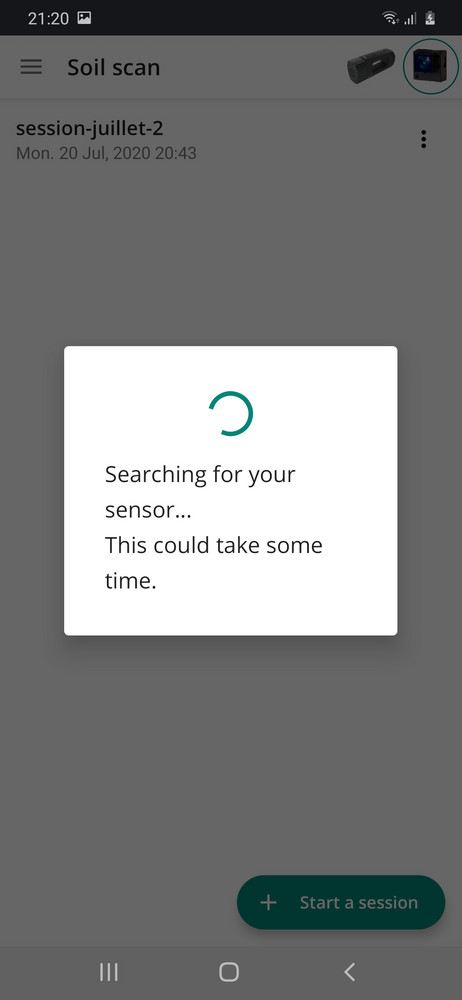 21:20
Soil scan
session-juillet-2
Mon. 20 Jul, 2020 20:43
Searching for your
sensor...
This could take some
time.
Start a session